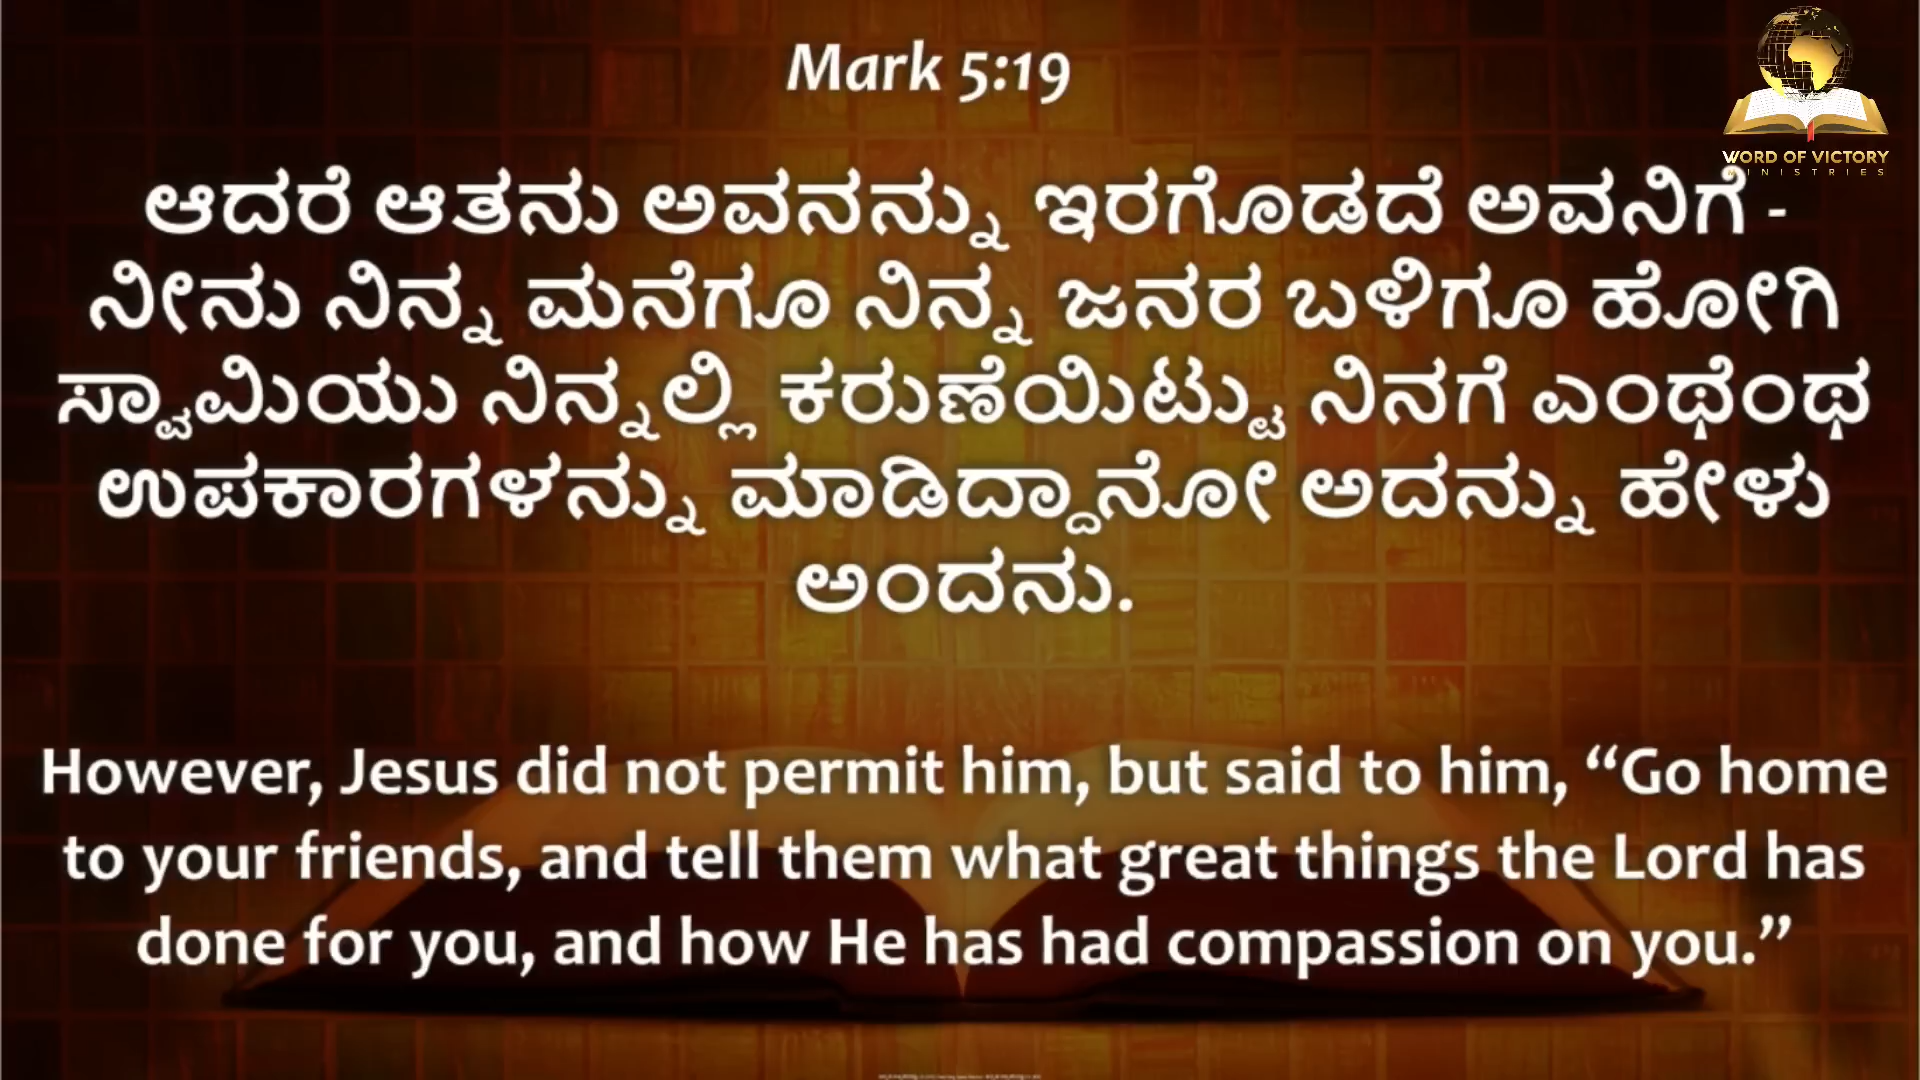 Mark 5:19
WORD OF VICTORY
MINISTRIES
ಆದರೆ ಆತನು ಅವನನ್ನು ಇರಗೊಡದೆ ಅವನಿಗೆ -
ನೀನು ನಿನ್ನ ಮನೆಗೂ ನಿನ್ನ ಜನರ ಬಳಿಗೂ ಹೋಗಿ
ಸ್ವಾಮಿಯು ನಿನ್ನಲ್ಲಿ ಕರುಣೆಯಿಟ್ಟು ನಿನಗೆ ಎಂಥೆಂಥ
ಉಪಕಾರಗಳನ್ನು ಮಾಡಿದ್ದಾನೋ ಅದನ್ನು ಹೇಳು
ಅಂದನು.
However, Jesus did not permit him, but said to him, “Go home
to your friends, and tell them what great things the Lord has
done for you, and how He has had compassion on you.”